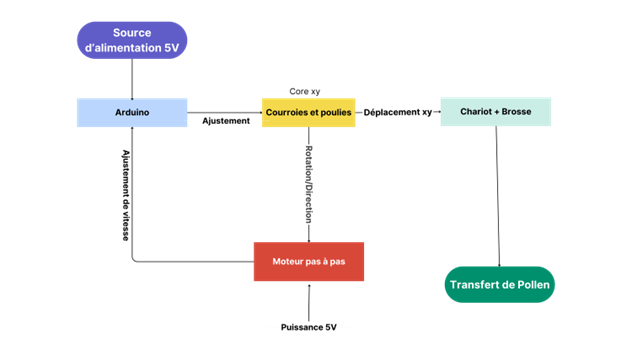 Source
d'alimentation 5V
Core xy
Arduino
Ajustement
Courroies et poulies
Déplacement xy
Chariot + Brosse
Ajustement de vitesse
Rotation/Direction
Moteur pas à pas
Transfert de Pollen
Puissance 5V